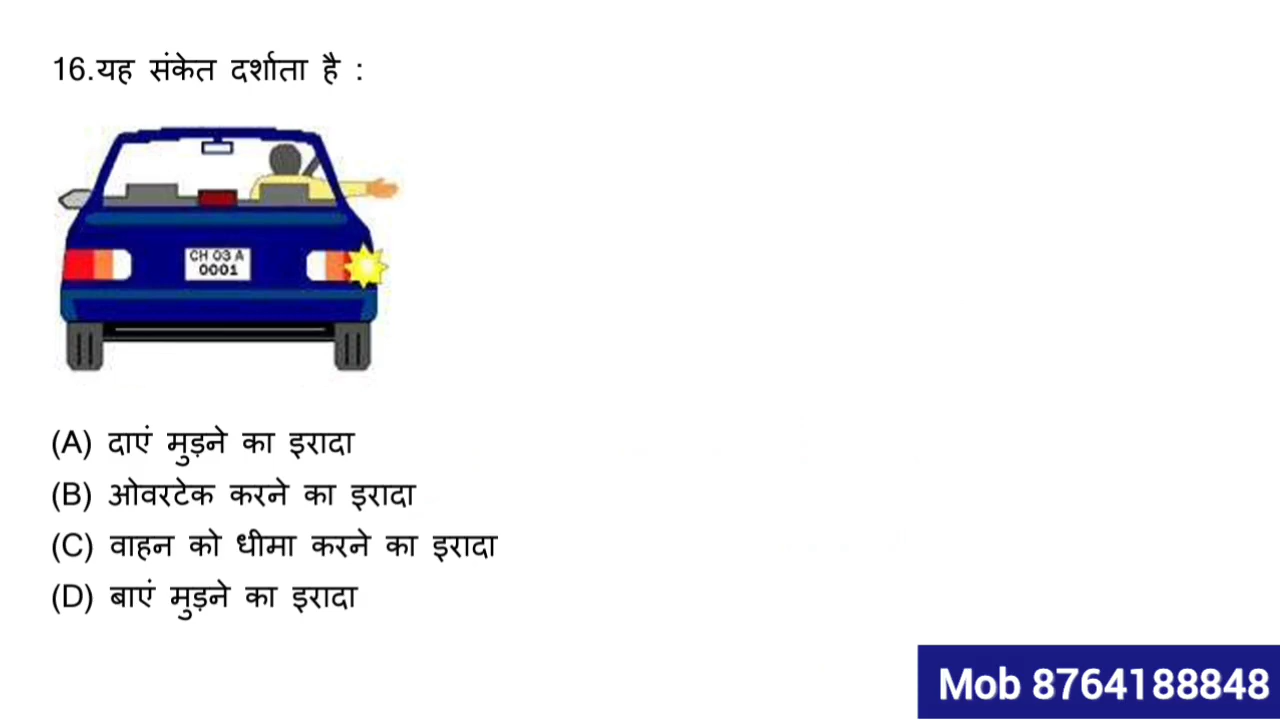 16.यह संकेत दर्शाता है :
CH 03 A
0001
(A) दाएं मुड़ने का इरादा
(B) ओवरटेक करने का इरादा
(C) वाहन को धीमा करने का इरादा
(D) बाएं मुड़ने का इरादा
Mob 8764188848